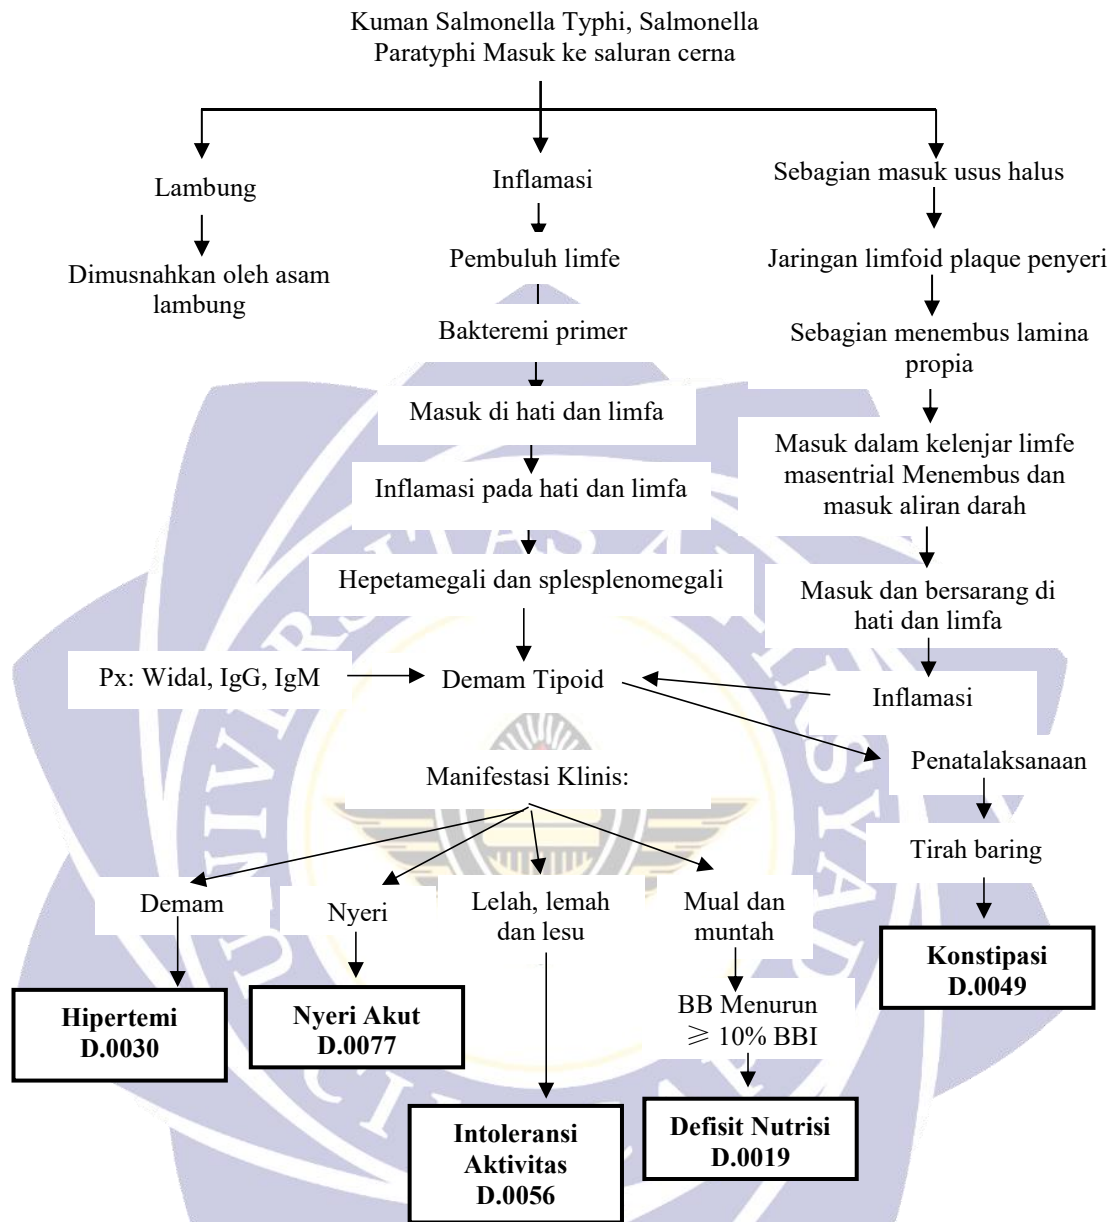 Kuman Salmonella Typhi, Salmonella
Paratyphi Masuk ke saluran cerna
Lambung
Inflamasi
Sebagian masuk usus halus
Dimusnahkan oleh asam
lambung
Pembuluh limfe
Jaringan limfoid plaque penyeri
Bakteremi primer
Sebagian menembus lamina
propia
Masuk di hati dan limfa
Masuk dalam kelenjar limfe
masentrial Menembus dan
masuk aliran darah
Inflamasi pada hati dan limfa
Hepetamegali dan splesplenomegali
Masuk dan bersarang di
hati dan limfa
Px: Widal, IgG, IgM
Demam Tipoid
Inflamasi
Manifestasi Klinis:
Penatalaksanaan
Tirah baring
Demam
Nyeri
Lelah, lemah
dan lesu
Mual dan
muntah
Konstipasi
D.0049
Hipertemi
D.0030
Nyeri Akut
D.0077
BB Menurun
≥ 10% BBI
Intoleransi
Aktivitas
D.0056
Defisit Nutrisi
D.0019